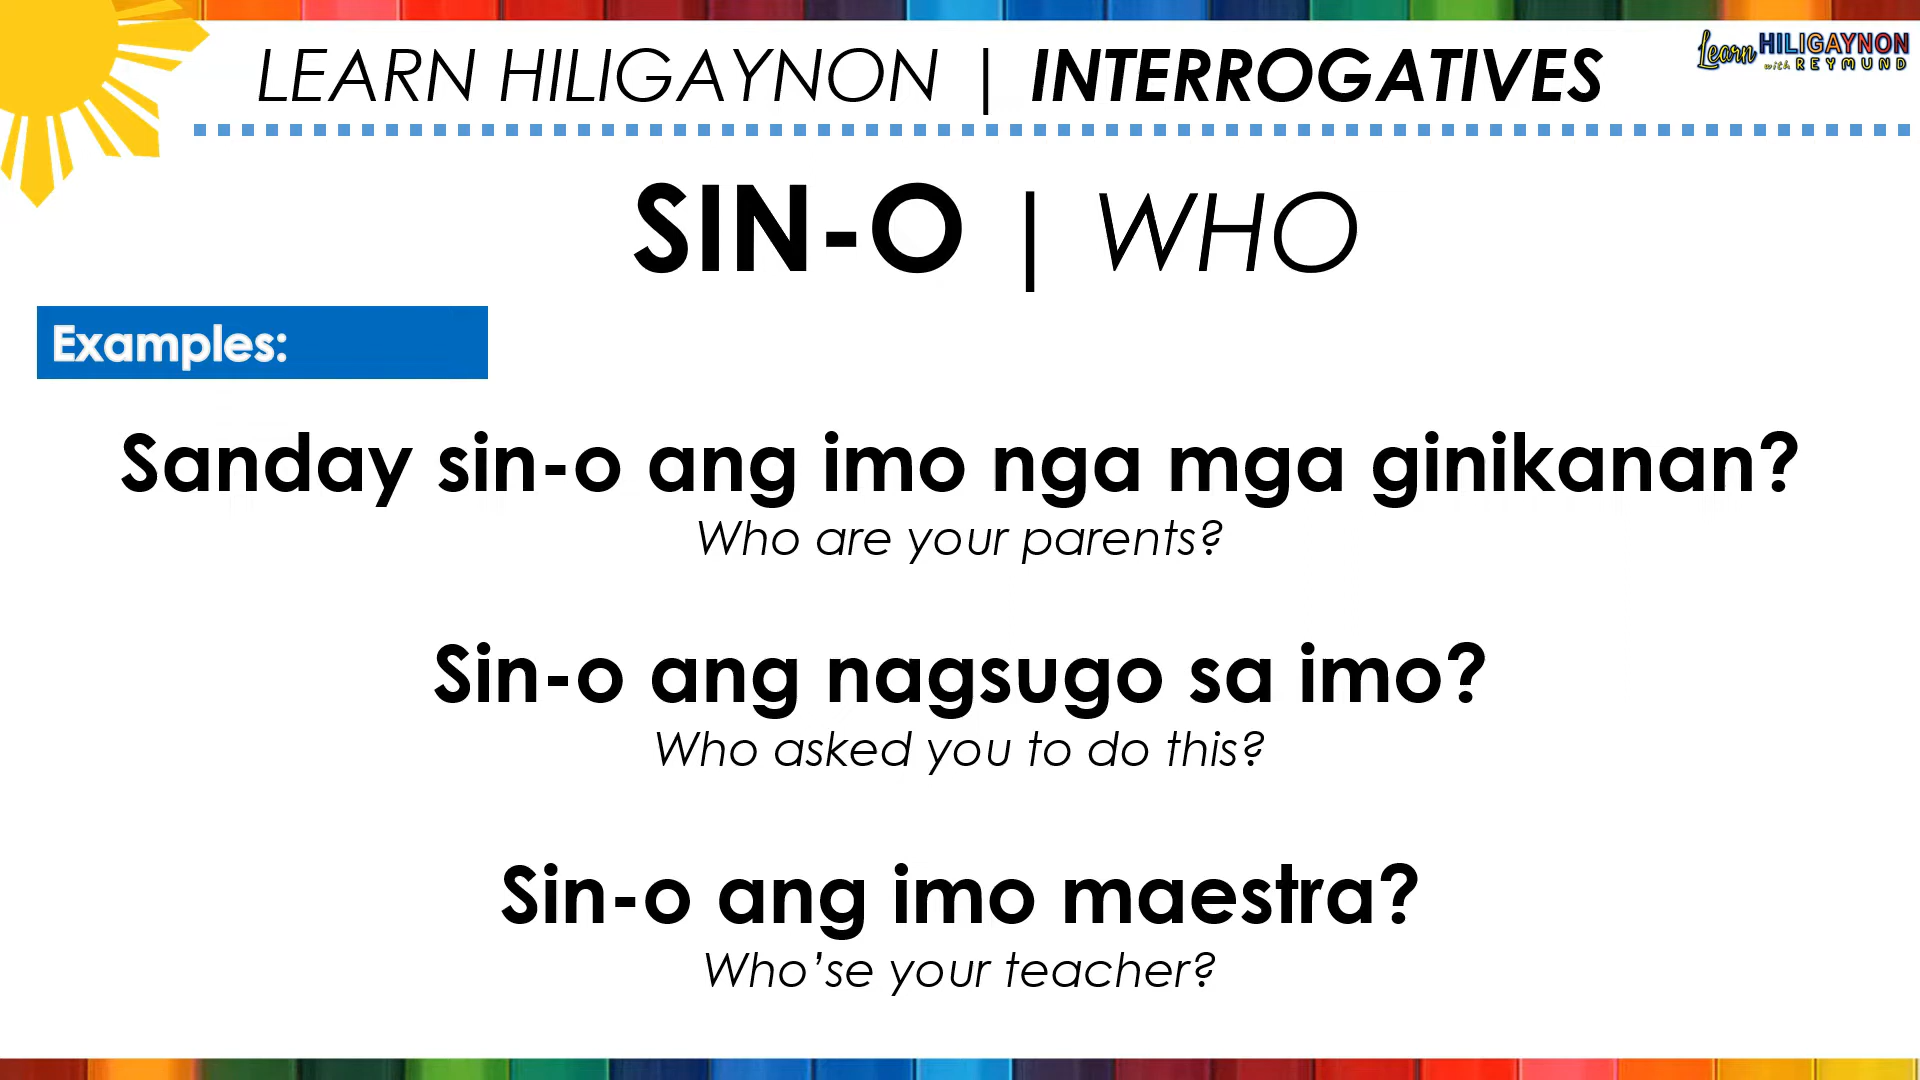 LEARN HILIGAYNON | INTERROGATIVES
Learn HILIGAYNON
with REYMUND
SIN-O | WHO
Examples:
Sanday sin-o ang imo nga mga ginikanan?
Who are your parents?
Sin-o ang nagsugo sa imo?
Who asked you to do this?
Sin-o ang imo maestra?
Who’se your teacher?